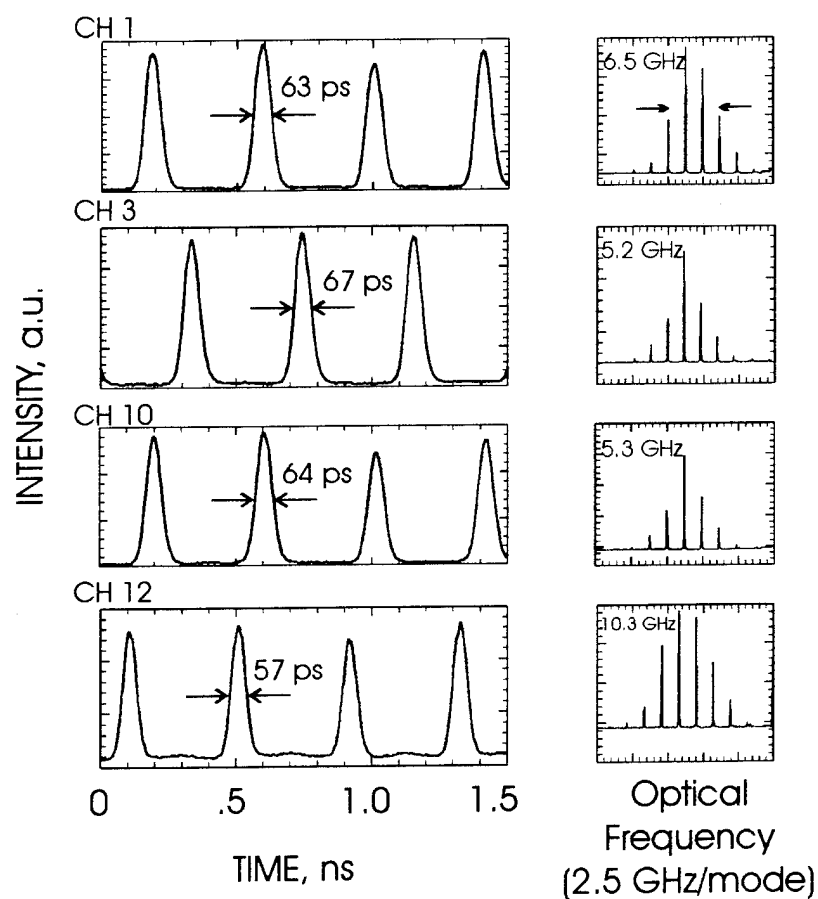 CH 1
63 ps
6.5 GHz
CH 3
67 ps
5.2 GHz
CH 10
64 ps
5.3 GHz
CH 12
57 ps
10.3 GHz
INTENSITY, a.u.
0 .5 1.0 1.5
TIME, ns
Optical
Frequency
(2.5 GHz/mode)